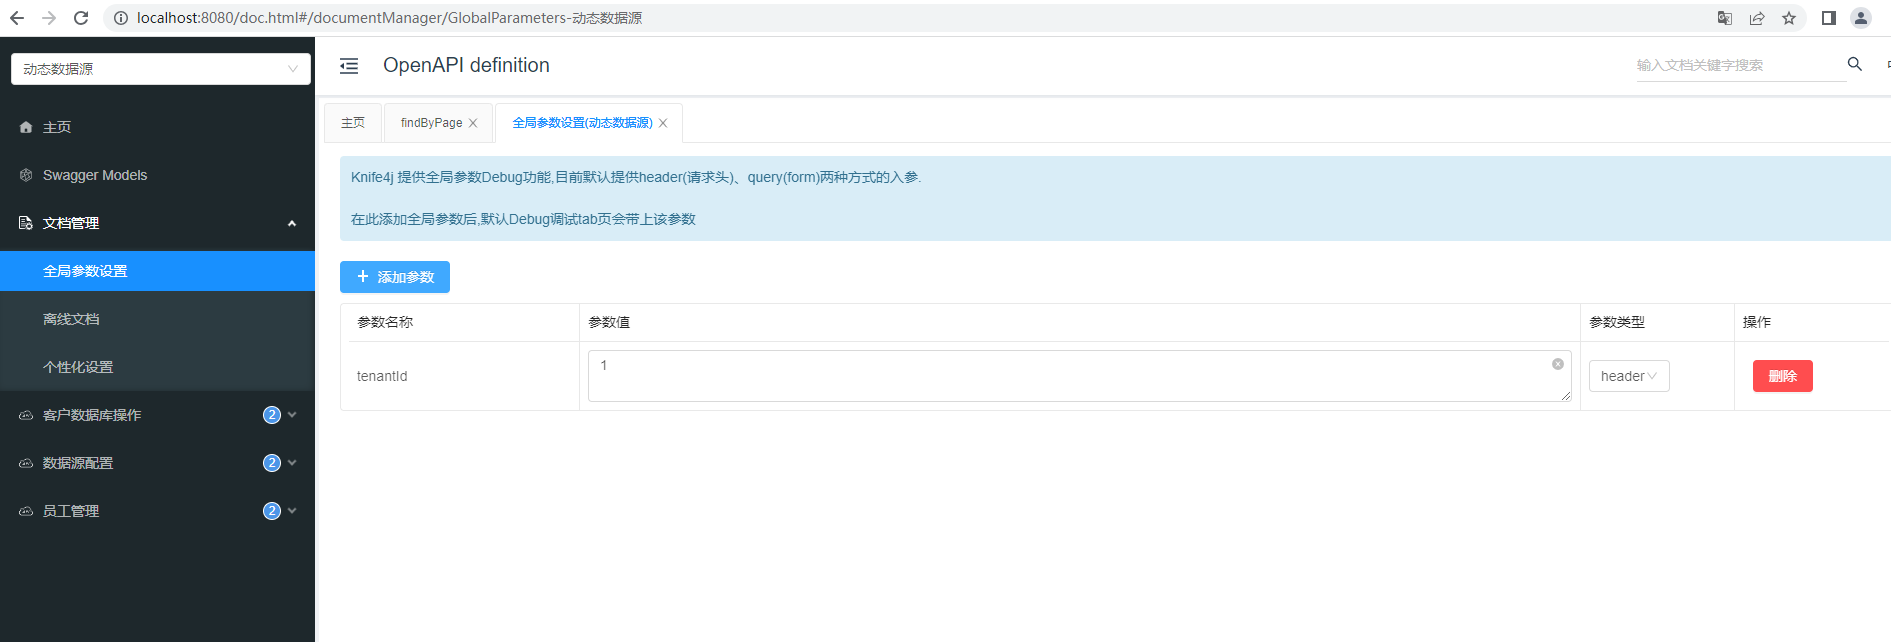 localhost:8080/doc.html#/documentManager/GlobalParameters-动态数据源
动态数据源
OpenAPI definition
输入文档关键字搜索
主页
Swagger Models
文档管理
全局参数设置
离线文档
个性化设置
客户数据库操作 2
数据源配置 2
员工管理 2
主页 findByPage 全局参数设置(动态数据源)
Knife4j 提供全局参数Debug功能,目前默认提供header(请求头)、query(form)两种方式的入参.
在此添加全局参数后,默认Debug调试tab页会带上该参数
添加参数
参数名称 参数值 参数类型 操作
tenantId 1 header 删除